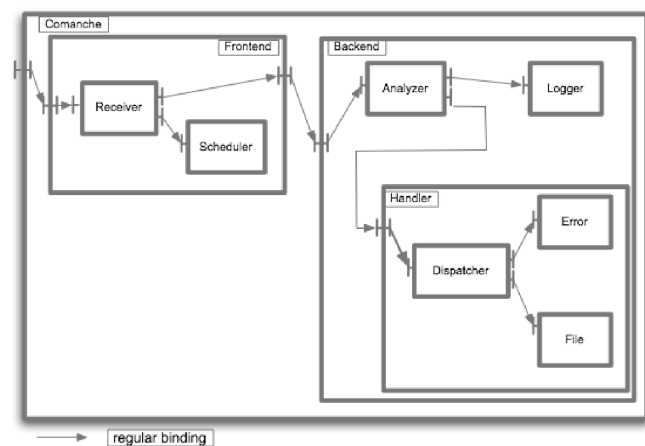 Comanche
Frontend
Backend
Receiver
Scheduler
Analyzer
Logger
Handler
Dispatcher
Error
File
regular binding